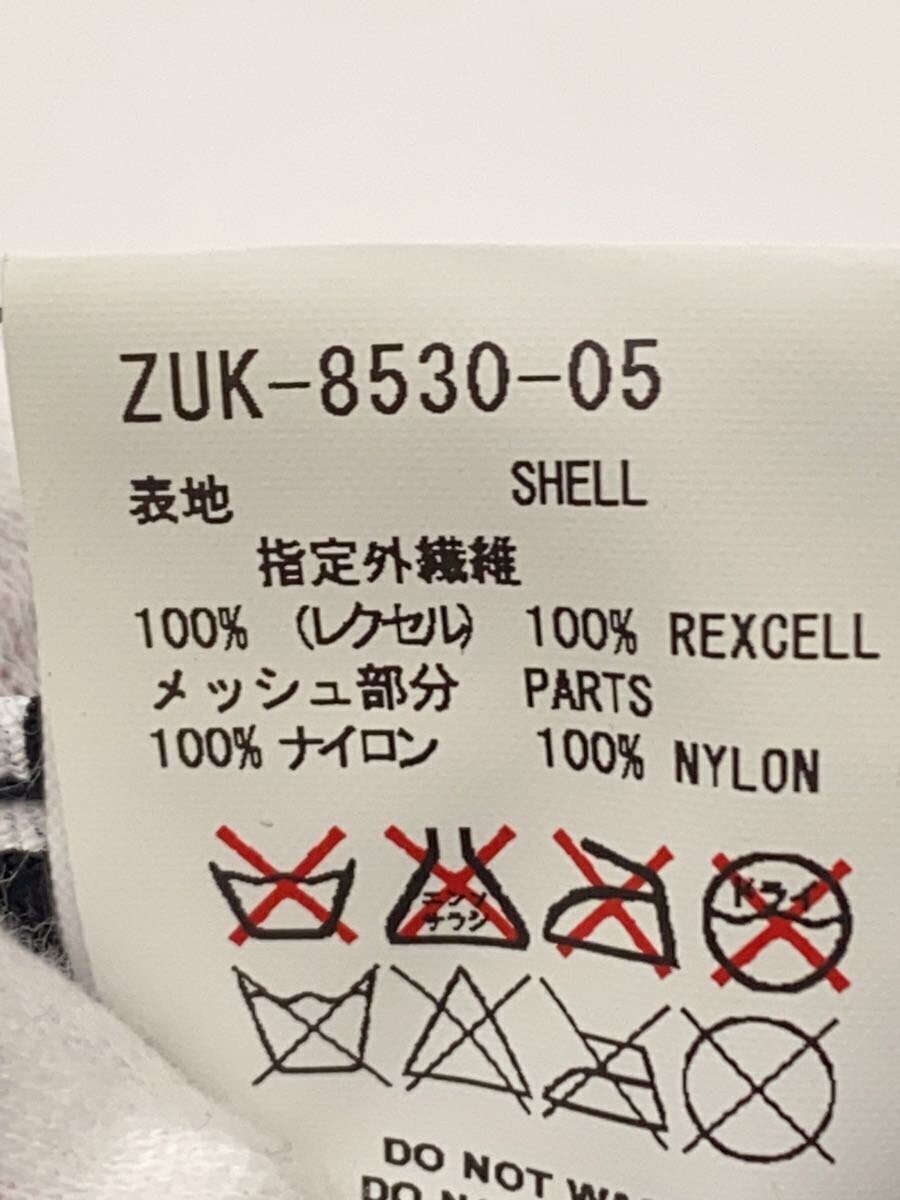 ZUK-8530-05
表地 SHELL
指定外繊維
100% (レクセル) 100% REXCELL
メッシュ部分 PARTS
100% ナイロン 100% NYLON
エンソ ドライ
チラシ
DO NOT
DO